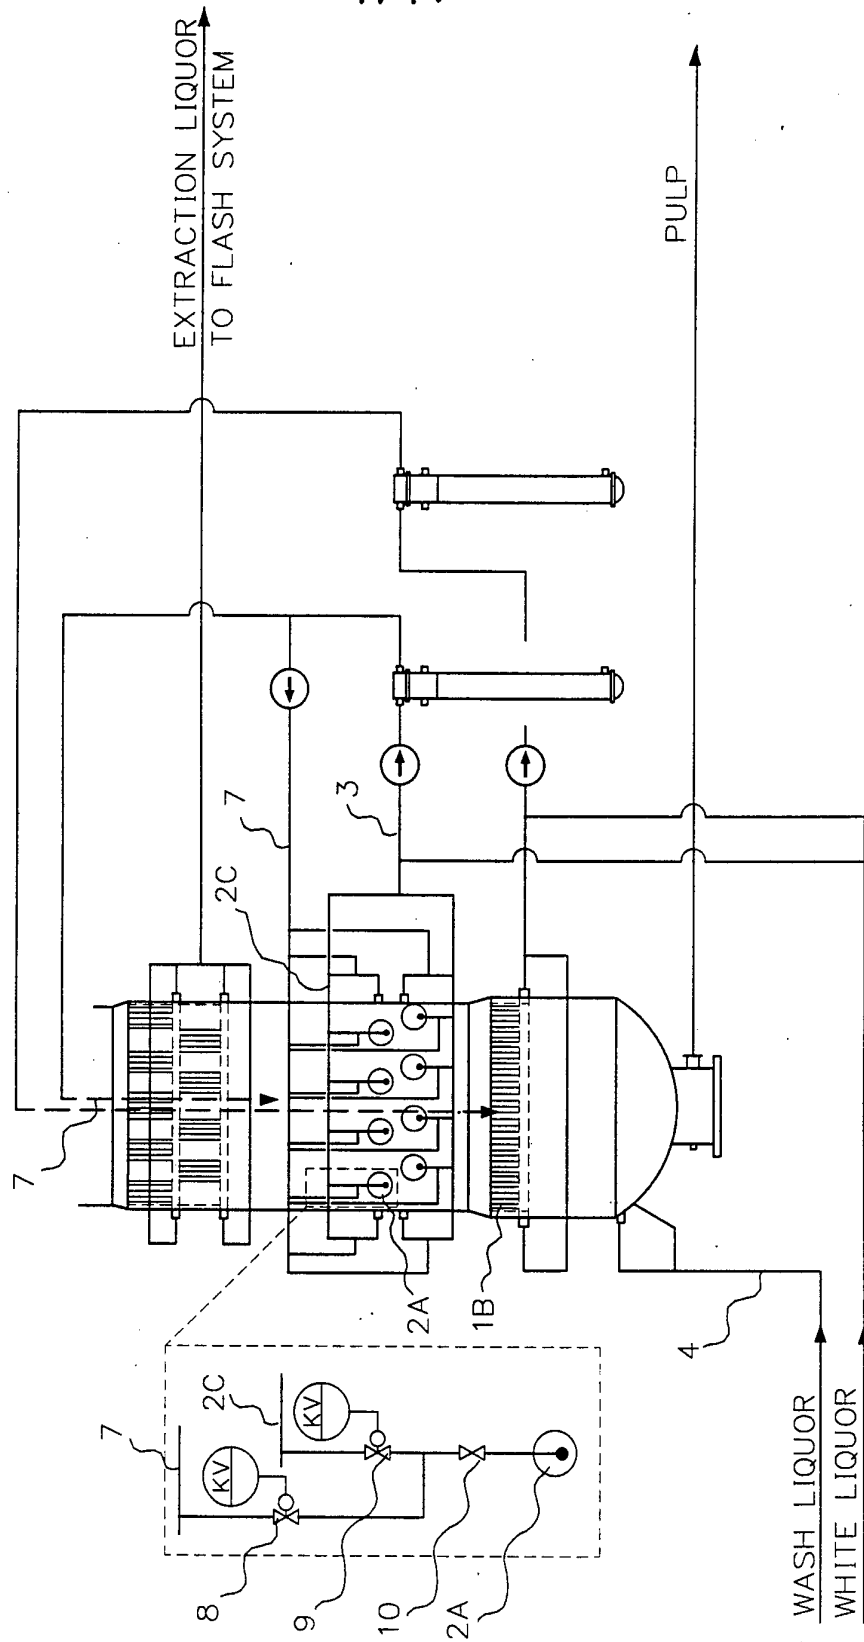 EXTRACTION LIQUOR
TO FLASH SYSTEM
PULP
7
3
2C
7
2A
1B
4
7
2C
KV
KV
8
9
10
2A
WASH LIQUOR
WHITE LIQUOR